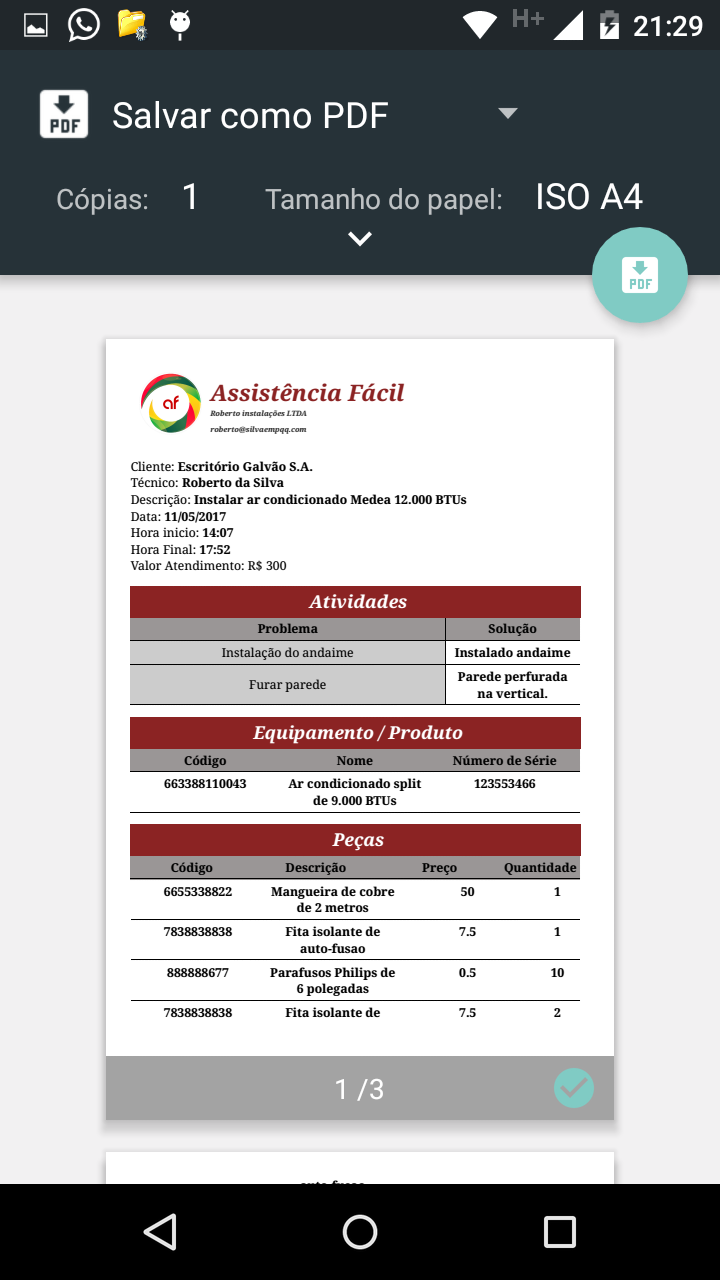 H+ 21:29
PDF Salvar como PDF
Cópias: 1 Tamanho do papel: ISO A4
PDF
af Assistência Fácil
Roberto instalações LTDA
roberto@silvaempqq.com
Cliente: Escritório Galvão S.A.
Técnico: Roberto da Silva
Descrição: Instalar ar condicionado Medea 12.000 BTUs
Data: 11/05/2017
Hora inicio: 14:07
Hora Final: 17:52
Valor Atendimento: R$ 300
Atividades
Problema Solução
Instalação do andaime Instalado andaime
Furar parede Parede perfurada
na vertical.
Equipamento / Produto
Código Nome Número de Série
663388110043 Ar condicionado split 123553466
de 9.000 BTUs
Peças
Código Descrição Preço Quantidade
6655338822 Mangueira de cobre 50 1
de 2 metros
7838838838 Fita isolante de 7.5 1
auto-fusao
888888677 Parafusos Philips de 0.5 10
6 polegadas
7838838838 Fita isolante de 7.5 2
1 /3